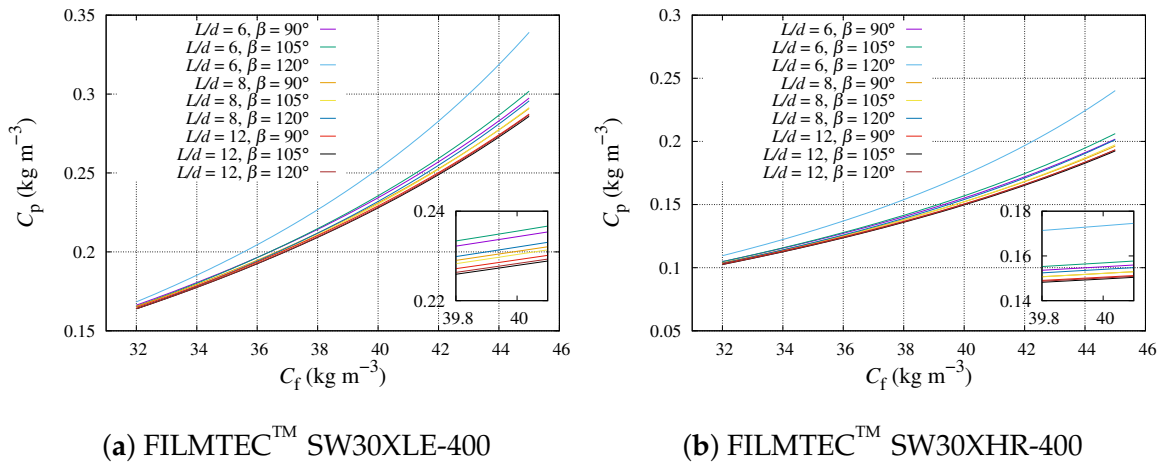 0.35
0.3
0.25
0.2
0.15
L/d = 6, β = 90°
L/d = 6, β = 105°
L/d = 6, β = 120°
L/d = 8, β = 90°
L/d = 8, β = 105°
L/d = 8, β = 120°
L/d = 12, β = 90°
L/d = 12, β = 105°
L/d = 12, β = 120°
Cp (kg m⁻³)
0.24
0.22
39.8 40
32 34 36 38 40 42 44 46
Cf (kg m⁻³)
(a) FILMTEC™ SW30XLE-400
0.3
0.25
0.2
0.15
0.1
0.05
L/d = 6, β = 90°
L/d = 6, β = 105°
L/d = 6, β = 120°
L/d = 8, β = 90°
L/d = 8, β = 105°
L/d = 8, β = 120°
L/d = 12, β = 90°
L/d = 12, β = 105°
L/d = 12, β = 120°
Cp (kg m⁻³)
0.18
0.16
0.14
39.8 40
32 34 36 38 40 42 44 46
Cf (kg m⁻³)
(b) FILMTEC™ SW30XHR-400